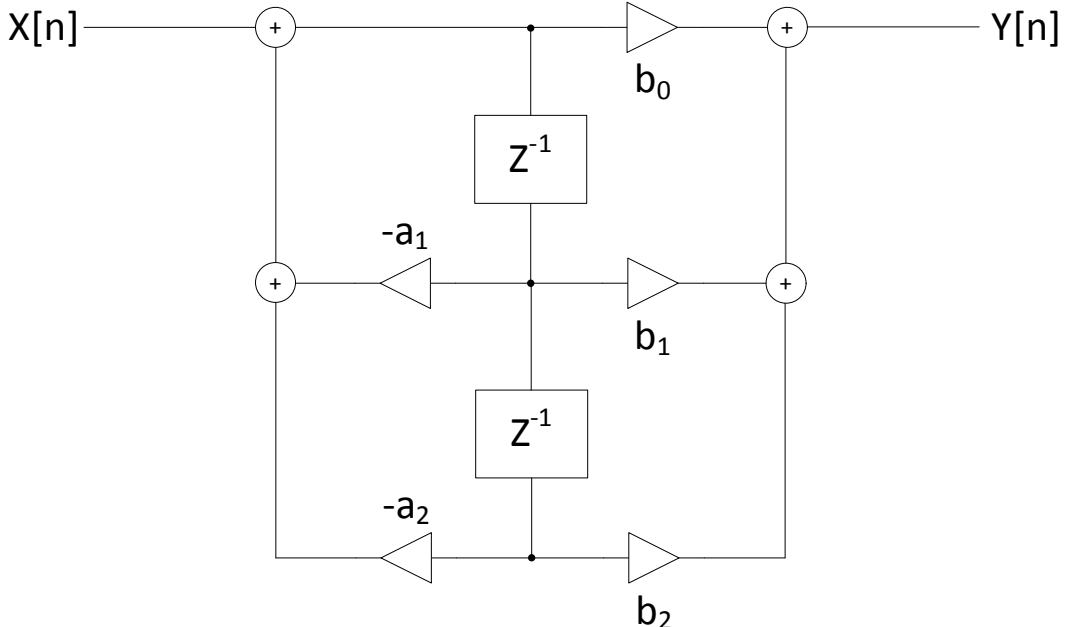 X[n] + + Y[n]
b₀
Z⁻¹
-a₁
+ +
b₁
Z⁻¹
-a₂
b₂